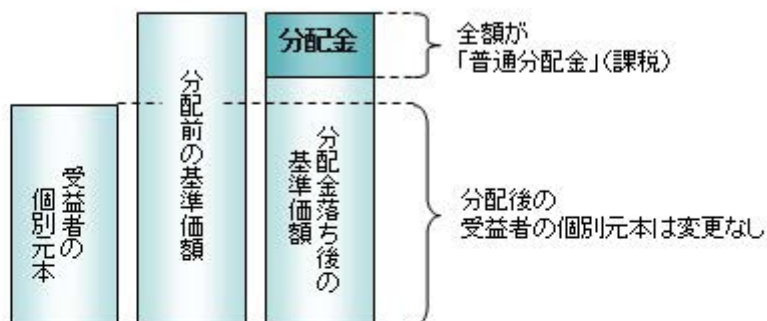 受益者の
個別元本
分配前の基準価額
分配金
分配金落ち後の
基準価額
全額が
「普通分配金」(課税)
分配後の
受益者の個別元本は変更なし